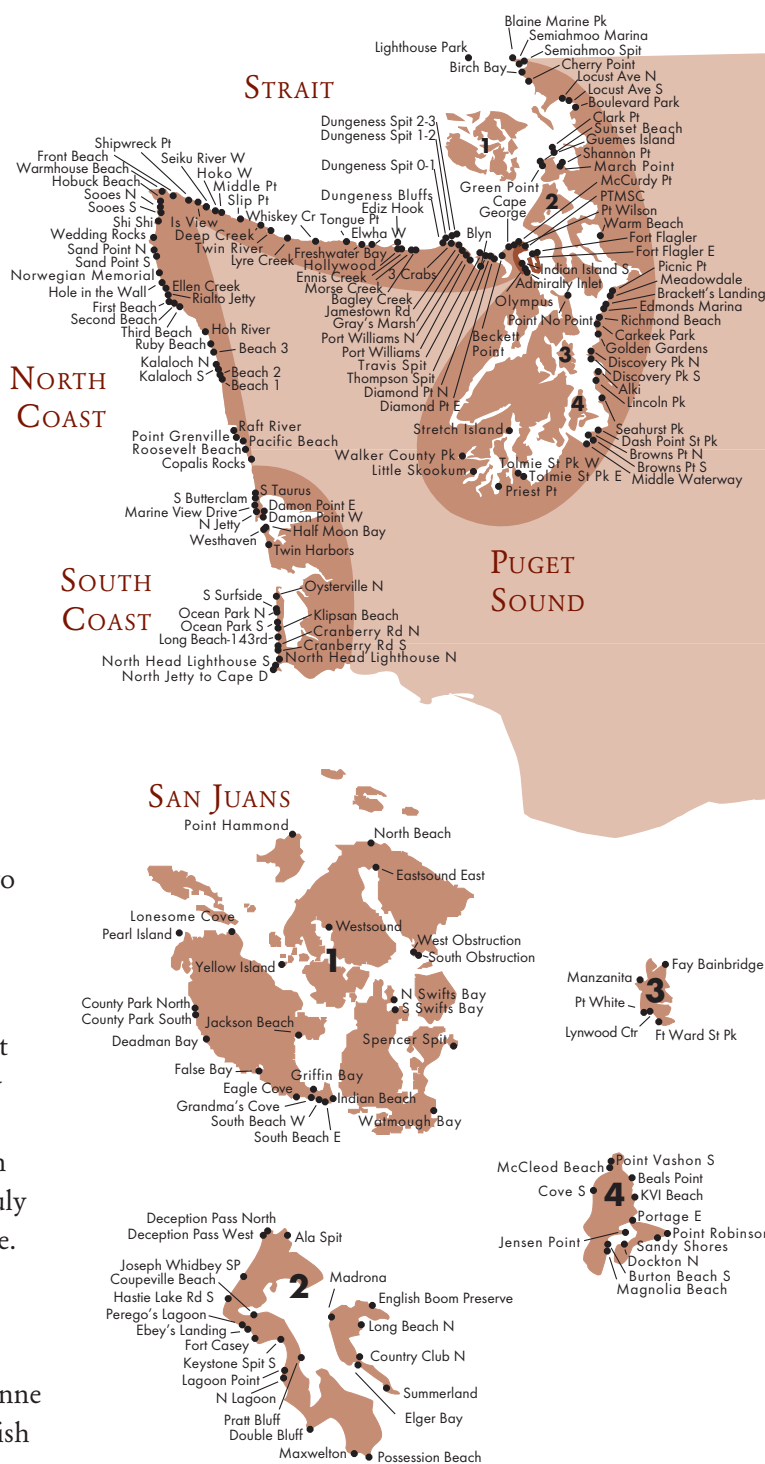 Blaine Marine Pk
Semiahmoo Marina
Semiahmoo Spit
Lighthouse Park
Birch Bay
Cherry Point
Locust Ave N
Locust Ave S
Boulevard Park
STRAIT
Clark Pt
Sunset Beach
Guemes Island
Shannon Pt
March Point
Dungeness Spit 2-3
Dungeness Spit 1-2
Dungeness Spit 0-1
1
Green Point
2
McCurdy Pt
PTMSC
Pt Wilson
Warm Beach
Fort Flagler
Fort Flagler E
Picnic Pt
Meadowdale
Brackett's Landing
Edmonds Marina
Richmond Beach
Carkeek Park
Golden Gardens
Discovery Pk N
Discovery Pk S
Alki
Lincoln Pk
Shipwreck Pt
Front Beach
Warmhouse Beach
Hobuck Beach
Sooes N
Sooes S
Shi Shi
Wedding Rocks
Sand Point N
Sand Point S
Norwegian Memorial
Hole in the Wall
First Beach
Second Beach
Third Beach
Ruby Beach
Kalaloch N
Kalaloch S
Seiku River W
Hoko W
Middle Pt
Slip Pt
Is View
Deep Creek
Twin River
Lyre Creek
Whiskey Cr
Tongue Pt
Freshwater Bay
Elwha W
Ediz Hook
Dungeness Bluffs
Hollywood
Ennis Creek
Morse Creek
3 Crabs
Bagley Creek
Jamestown Rd
Gray's Marsh
Port Williams N
Port Williams
Travis Spit
Thompson Spit
Diamond Pt N
Diamond Pt E
Blyn
Cape
George
Beckett
Point
Indian Island S
Admiralty Inlet
Olympus
Point No Point
Ellen Creek
Rialto Jetty
Hoh River
Beach 3
Beach 2
Beach 1
NORTH
COAST
3
4
Raft River
Point Grenville
Pacific Beach
Roosevelt Beach
Copalis Rocks
Stretch Island
Walker County Pk
Little Skookum
Tolmie St Pk W
Tolmie St Pk E
Priest Pt
Seahurst Pk
Dash Point St Pk
Browns Pt N
Browns Pt S
Middle Waterway
S Taurus
S Butterclam
Damon Point E
Marine View Drive
Damon Point W
N Jetty
Half Moon Bay
Westhaven
Twin Harbors
PUGET
SOUND
SOUTH
COAST
Oysterville N
S Surfside
Ocean Park N
Klipsan Beach
Ocean Park S
Cranberry Rd N
Long Beach-143rd
Cranberry Rd S
North Head Lighthouse S
North Head Lighthouse N
North Jetty to Cape D
SAN JUANS
Point Hammond
North Beach
Eastsound East
Lonesome Cove
Pearl Island
Westsound
1
West Obstruction
South Obstruction
Yellow Island
N Swifts Bay
S Swifts Bay
County Park North
County Park South
Jackson Beach
Deadman Bay
Spencer Spit
False Bay
Griffin Bay
Eagle Cove
Grandma's Cove
Indian Beach
South Beach W
South Beach E
Watmough Bay
Fay Bainbridge
Manzanita
3
Pt White
Lynwood Ctr
Ft Ward St Pk
Point Vashon S
McCleod Beach
Beals Point
Cove S
4
KVI Beach
Portage E
Point Robinson
Jensen Point
Sandy Shores
Dockton N
Burton Beach S
Magnolia Beach
Deception Pass North
Deception Pass West
Ala Spit
Joseph Whidbey SP
Coupeville Beach
2
Madrona
Hastie Lake Rd S
English Boom Preserve
Perego's Lagoon
Ebey's Landing
Long Beach N
Fort Casey
Keystone Spit S
Country Club N
Lagoon Point
N Lagoon
Summerland
Pratt Bluff
Elger Bay
Double Bluff
Maxwelton
Possession Beach
uly
e.
nne
ish